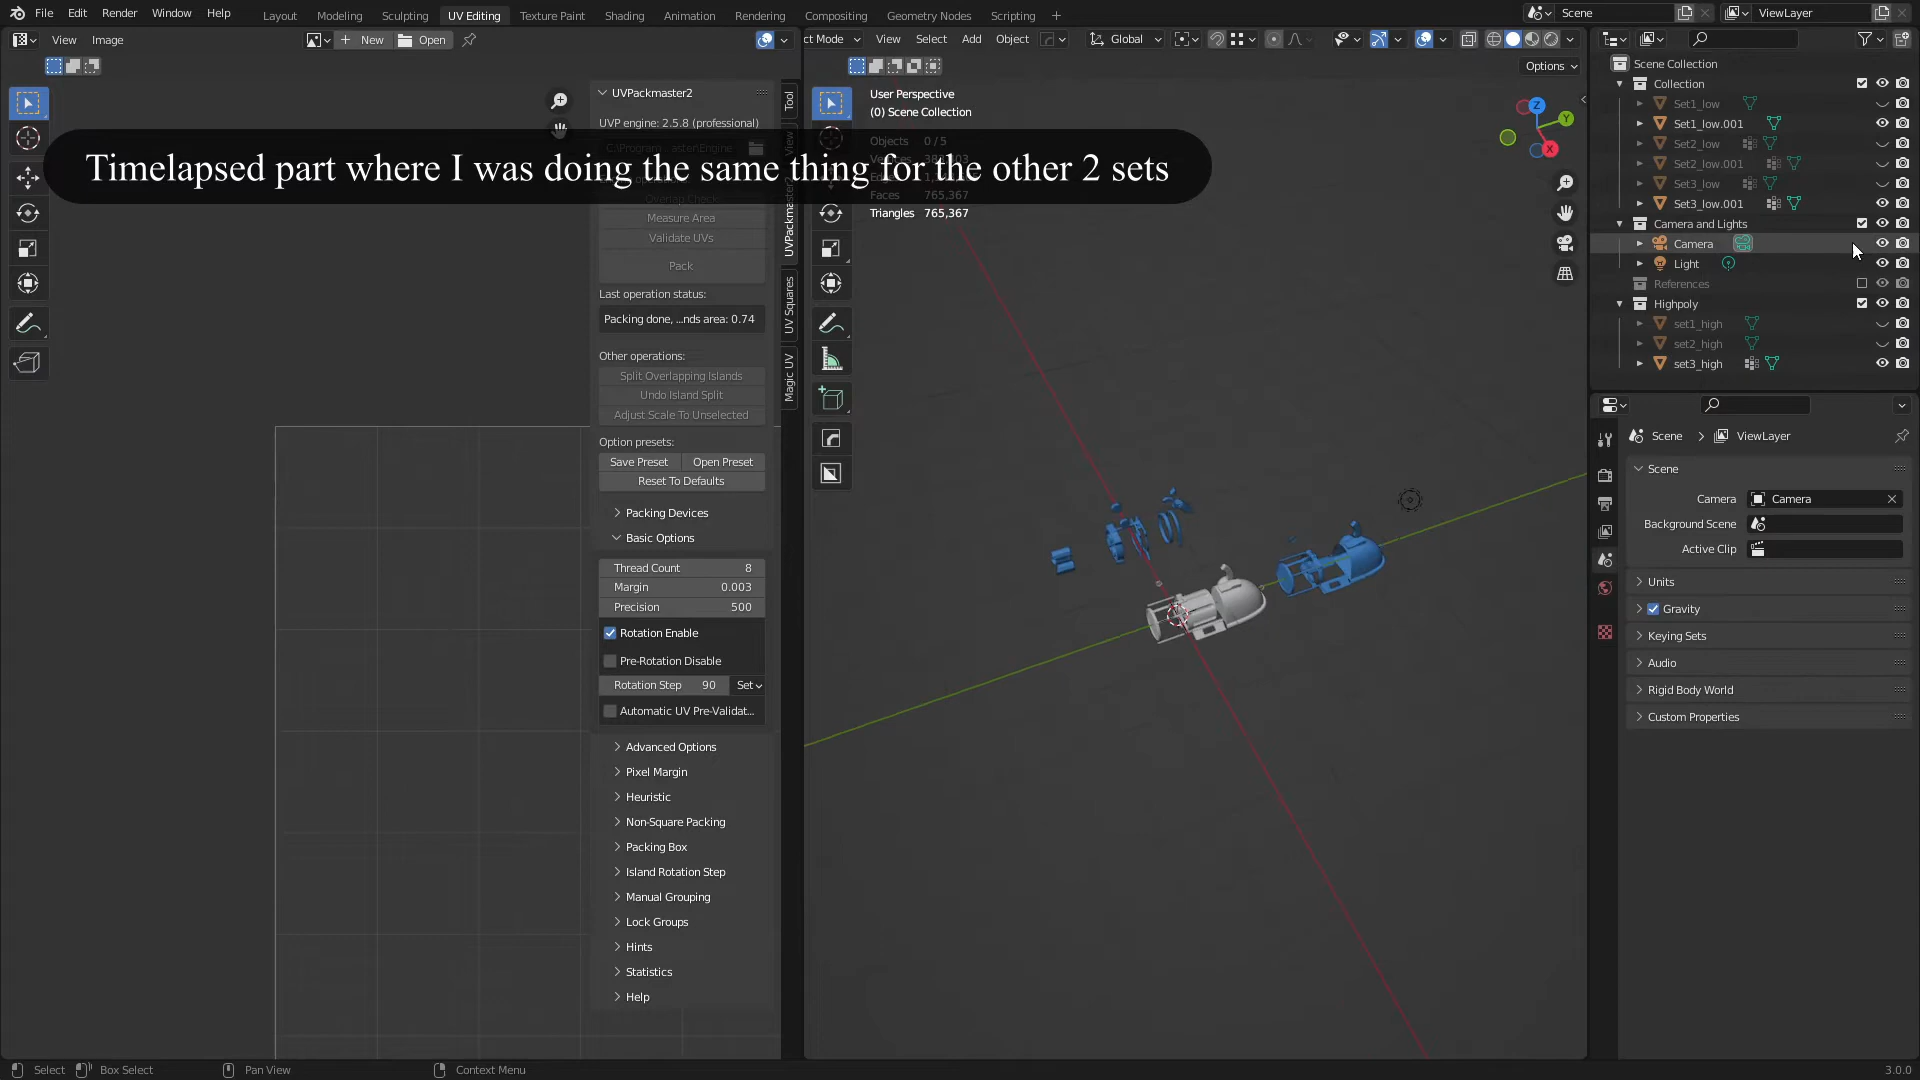 File Edit Render Window Help
Layout Modeling Sculpting UV Editing Texture Paint Shading Animation Rendering Compositing Geometry Nodes Scripting +
Scene ViewLayer
View Image New Open
ct Mode View Select Add Object Global
Options
Timelapsed part where I was doing the same thing for the other 2 sets
UVPackmaster2
UVP engine: 2.5.8 (professional)
Measure Area
Validate UVs
Pack
Last operation status:
Packing done, ...nds area: 0.74
Other operations:
Split Overlapping Islands
Undo Island Split
Adjust Scale To Unselected
Option presets:
Save Preset Open Preset
Reset To Defaults
Packing Devices
Basic Options
Thread Count 8
Margin 0.003
Precision 500
Rotation Enable
Pre-Rotation Disable
Rotation Step 90 Set
Automatic UV Pre-Validat...
Advanced Options
Pixel Margin
Heuristic
Non-Square Packing
Packing Box
Island Rotation Step
Manual Grouping
Lock Groups
Hints
Statistics
Help
Tool
View
UV Squares
Magic UV
User Perspective
(0) Scene Collection
Objects 0 / 5
Faces 765,367
Triangles 765,367
Z
Y
X
Scene Collection
Collection
Set1_low
Set1_low.001
Set2_low
Set2_low.001
Set3_low
Set3_low.001
Camera and Lights
Camera
Light
References
Highpoly
set1_high
set2_high
set3_high
Scene ViewLayer
Scene
Camera Camera
Background Scene
Active Clip
Units
Gravity
Keying Sets
Audio
Rigid Body World
Custom Properties
Select Box Select Pan View Context Menu 3.0.0